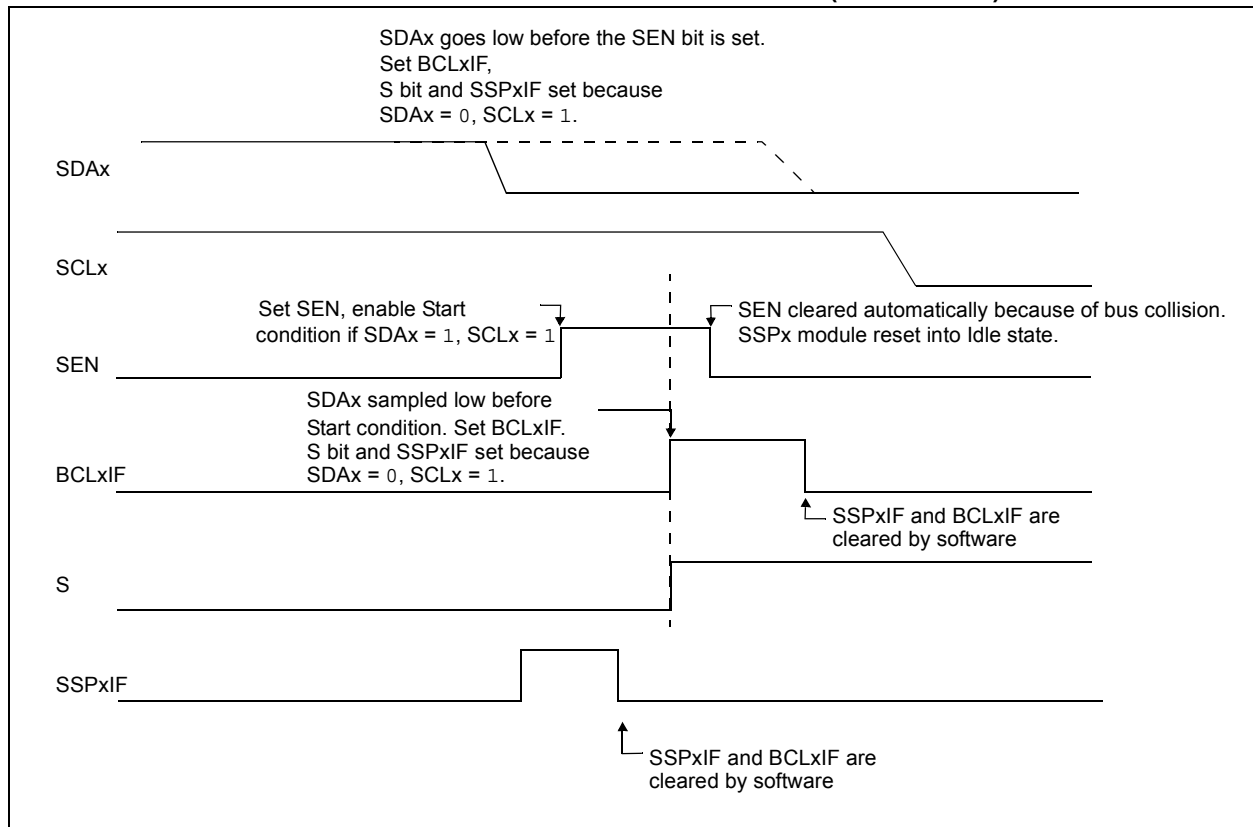 SDAx goes low before the SEN bit is set.
Set BCLxIF,
S bit and SSPxIF set because
SDAx = 0, SCLx = 1.
SDAx
SCLx
Set SEN, enable Start
condition if SDAx = 1, SCLx = 1
SEN cleared automatically because of bus collision.
SSPx module reset into Idle state.
SEN
SDAx sampled low before
Start condition. Set BCLxIF.
S bit and SSPxIF set because
SDAx = 0, SCLx = 1.
BCLxIF
SSPxIF and BCLxIF are
cleared by software
S
SSPxIF
SSPxIF and BCLxIF are
cleared by software